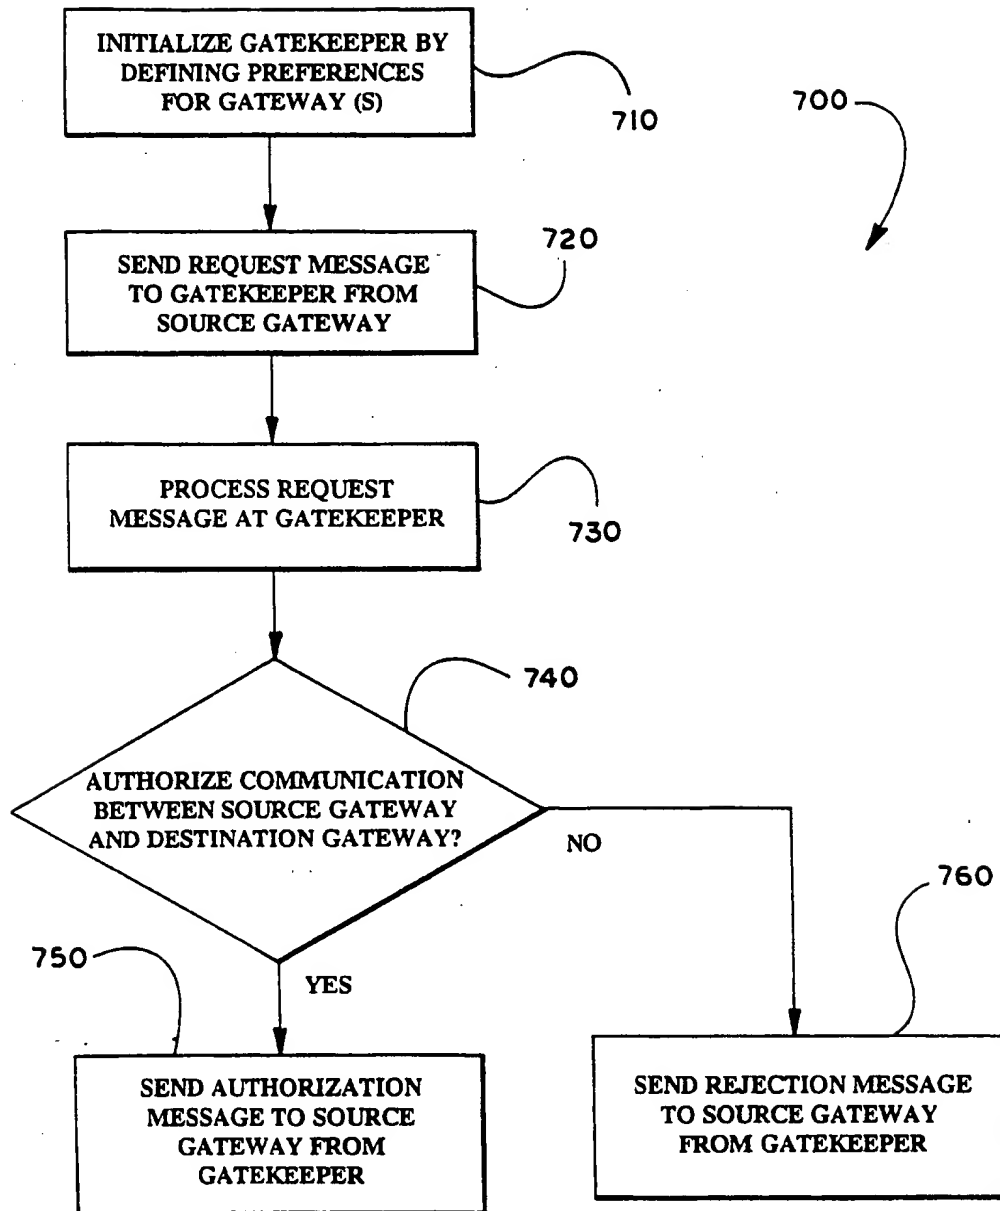 INITIALIZE GATEKEEPER BY
DEFINING PREFERENCES
FOR GATEWAY (S)
710
700
720
SEND REQUEST MESSAGE
TO GATEKEEPER FROM
SOURCE GATEWAY
PROCESS REQUEST
MESSAGE AT GATEKEEPER
730
740
AUTHORIZE COMMUNICATION
BETWEEN SOURCE GATEWAY
AND DESTINATION GATEWAY?
NO
760
750
YES
SEND AUTHORIZATION
MESSAGE TO SOURCE
GATEWAY FROM
GATEKEEPER
SEND REJECTION MESSAGE
TO SOURCE GATEWAY
FROM GATEKEEPER